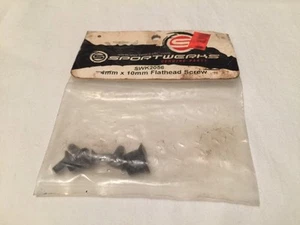 SPORTWERKS
SWK2056
4mm x 10mm Flathead Screw